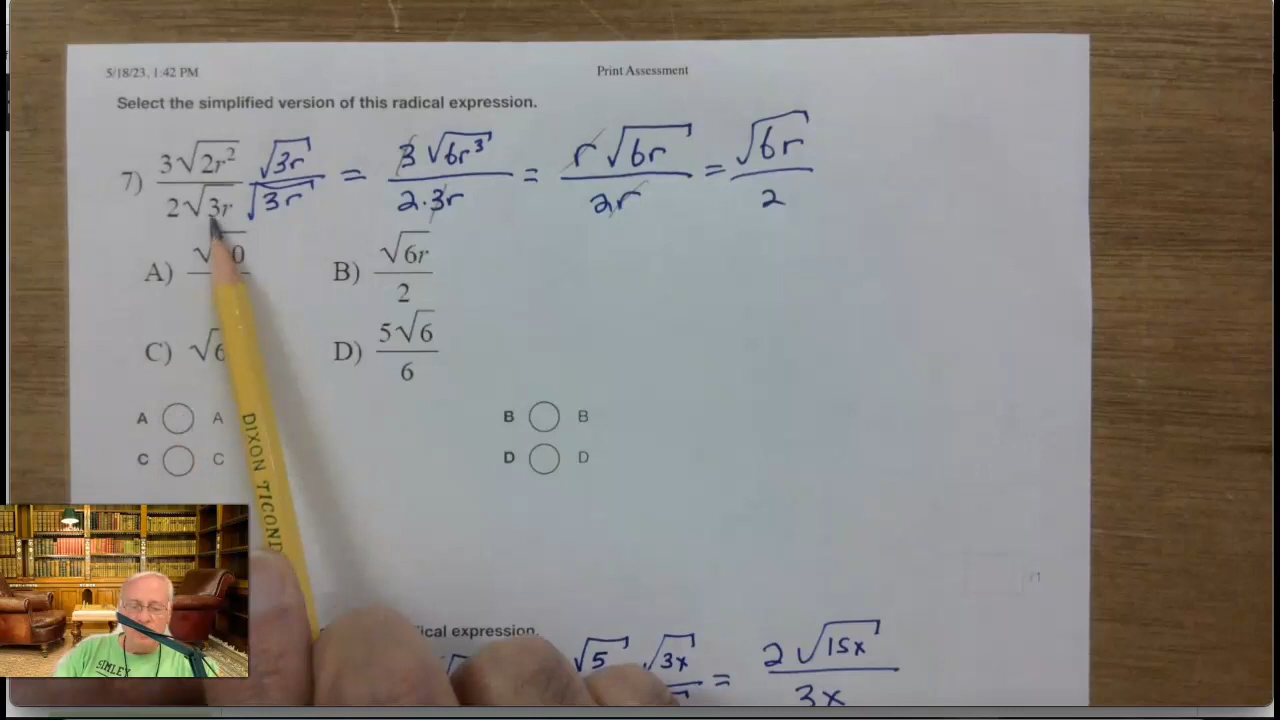 5/18/23, 1:42 PM Print Assessment
Select the simplified version of this radical expression.
7) 3√2r² / 2√3r √3r / √3r = 3√6r³ / 2·3r = r√6r / 2r = √6r / 2
A) B) √6r / 2
C) √6 D) 5√6 / 6
A A B B
C C D D
DIXON TICOND
/1
ical expression.
√5 √3x = 2√15x / 3x
SIMLEY